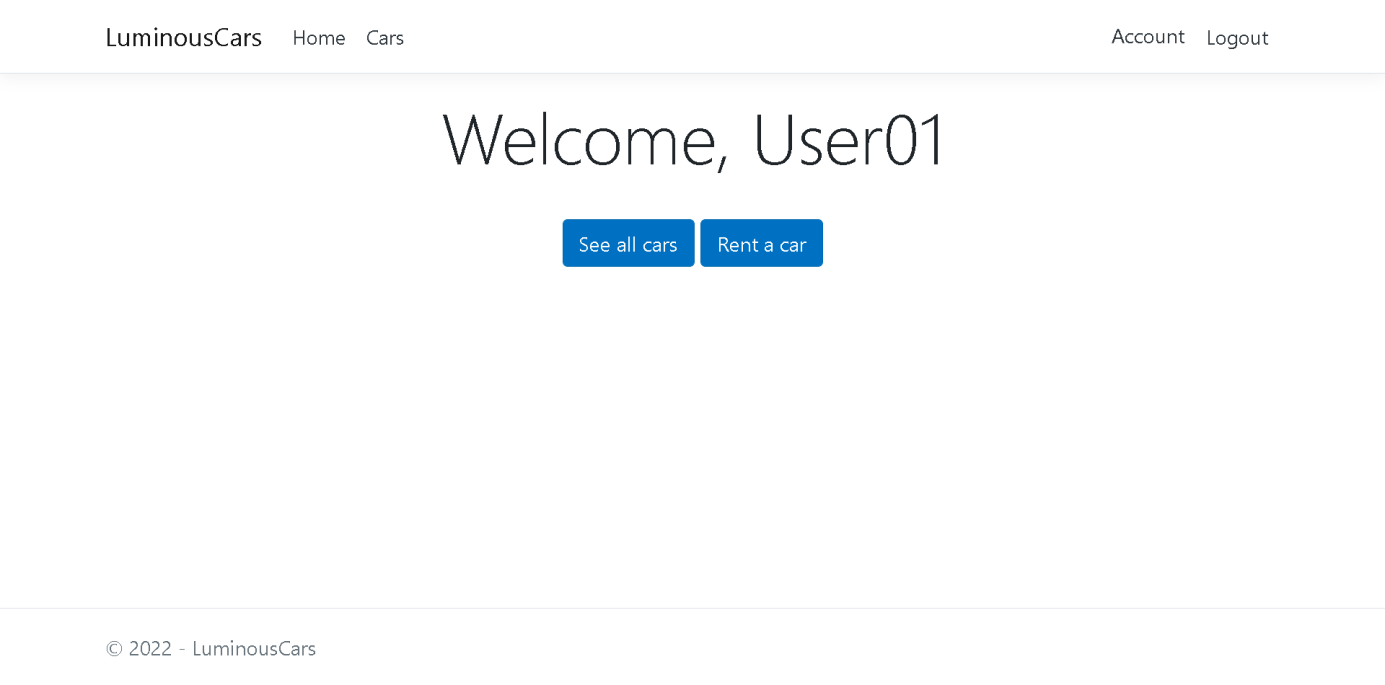 LuminousCars Home Cars Account Logout
Welcome, User01
See all cars Rent a car
© 2022 - LuminousCars